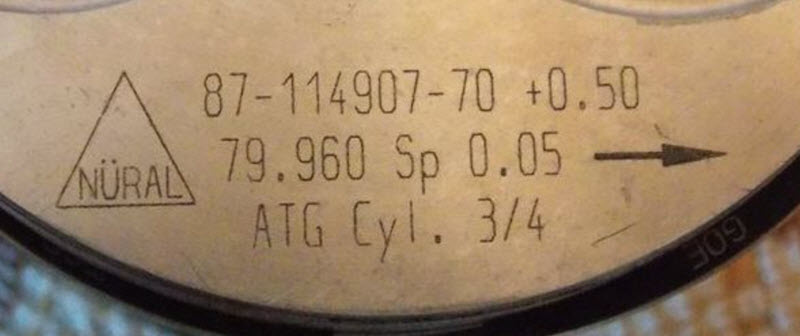 87-114907-70 +0.50
NÜRAL
79.960 Sp 0.05
ATG Cyl. 3/4
GOE